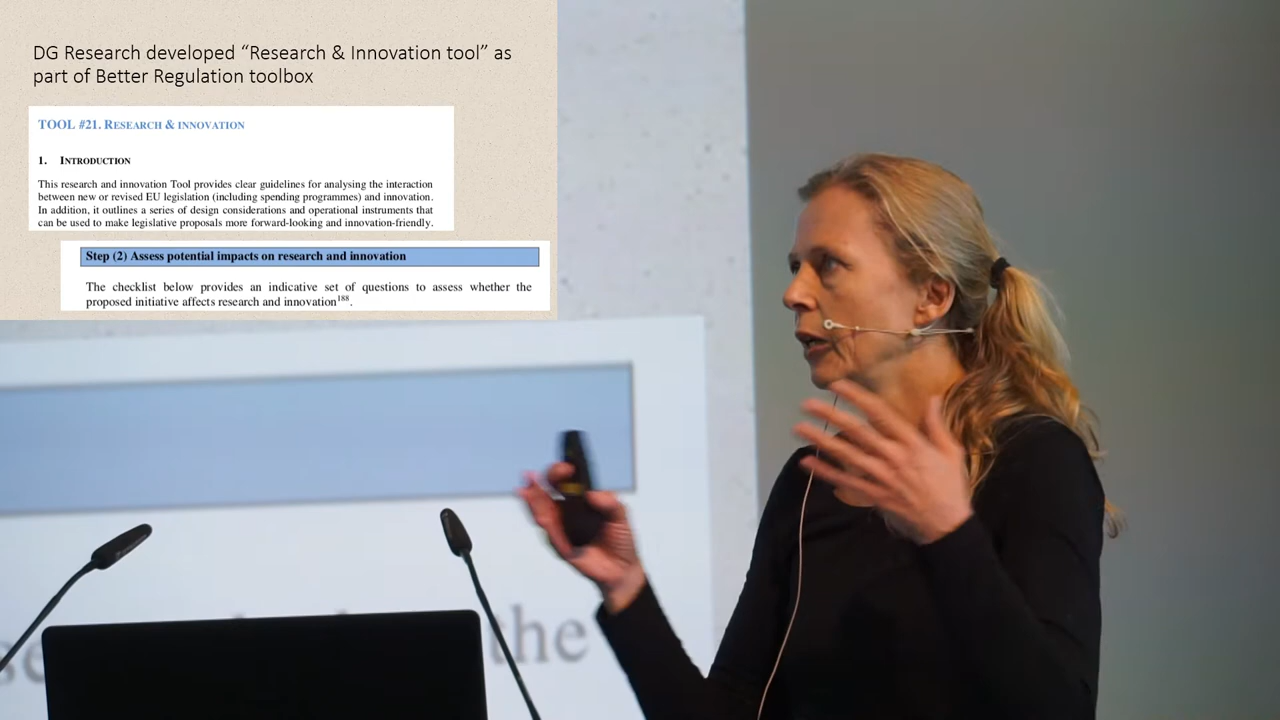 DG Research developed “Research & Innovation tool” as
part of Better Regulation toolbox
TOOL #21. RESEARCH & INNOVATION
1. INTRODUCTION
This research and innovation Tool provides clear guidelines for analysing the interaction
between new or revised EU legislation (including spending programmes) and innovation.
In addition, it outlines a series of design considerations and operational instruments that
can be used to make legislative proposals more forward-looking and innovation-friendly.
Step (2) Assess potential impacts on research and innovation
The checklist below provides an indicative set of questions to assess whether the
proposed initiative affects research and innovation188.
the